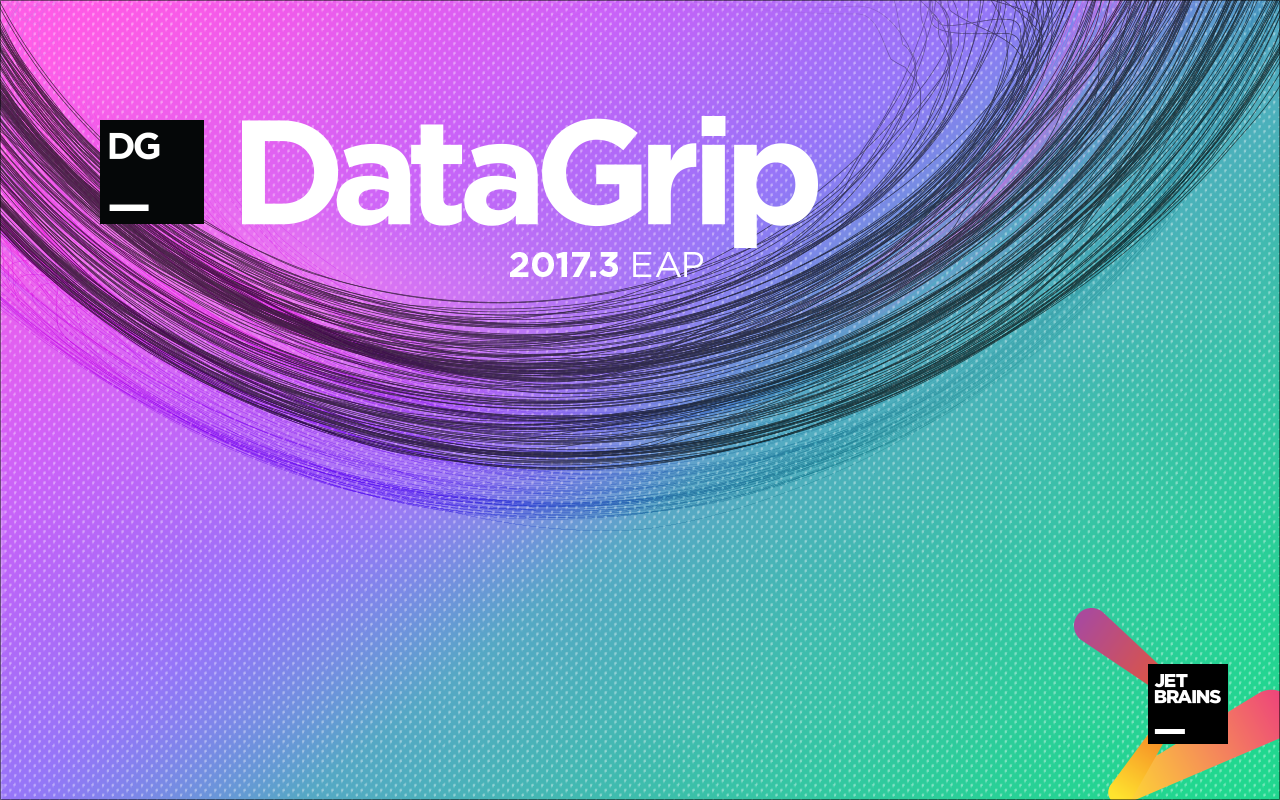 DG
DataGrip
2017.3 EAP
JET
BRAINS